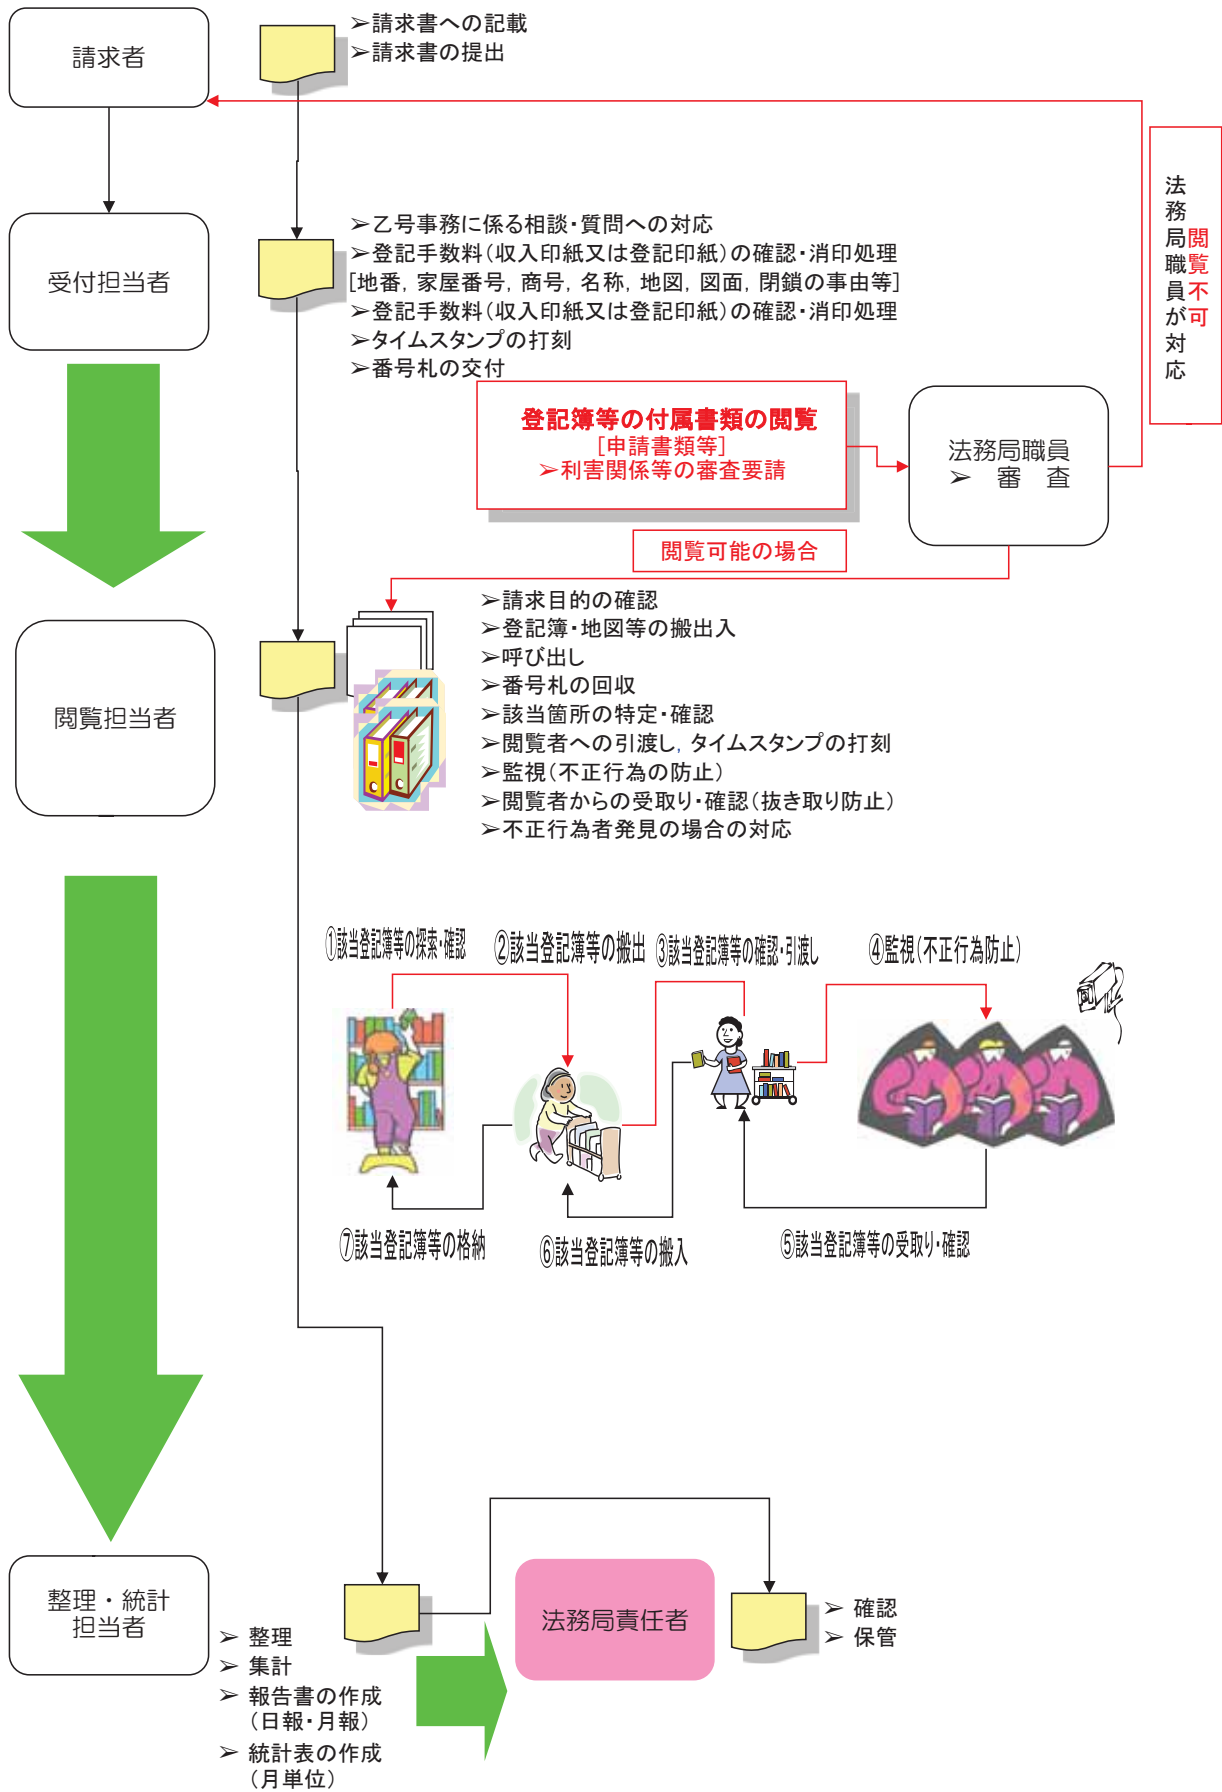 請求者
➢請求書への記載
➢請求書の提出
受付担当者
➢乙号事務に係る相談・質問への対応
➢登記手数料(収入印紙又は登記印紙)の確認・消印処理
[地番, 家屋番号, 商号, 名称, 地図, 図面, 閉鎖の事由等]
➢登記手数料(収入印紙又は登記印紙)の確認・消印処理
➢タイムスタンプの打刻
➢番号札の交付
閲覧不可
法務局職員が対応
登記簿等の付属書類の閲覧
[申請書類等]
➢利害関係等の審査要請
法務局職員
➢ 審 査
閲覧可能の場合
閲覧担当者
➢請求目的の確認
➢登記簿・地図等の搬出入
➢呼び出し
➢番号札の回収
➢該当箇所の特定・確認
➢閲覧者への引渡し, タイムスタンプの打刻
➢監視(不正行為の防止)
➢閲覧者からの受取り・確認(抜き取り防止)
➢不正行為者発見の場合の対応
①該当登記簿等の探索・確認
②該当登記簿等の搬出
③該当登記簿等の確認・引渡し
④監視(不正行為防止)
⑦該当登記簿等の格納
⑥該当登記簿等の搬入
⑤該当登記簿等の受取り・確認
整理・統計
担当者
➢ 整理
➢ 集計
➢ 報告書の作成
(日報・月報)
➢ 統計表の作成
(月単位)
法務局責任者
➢ 確認
➢ 保管